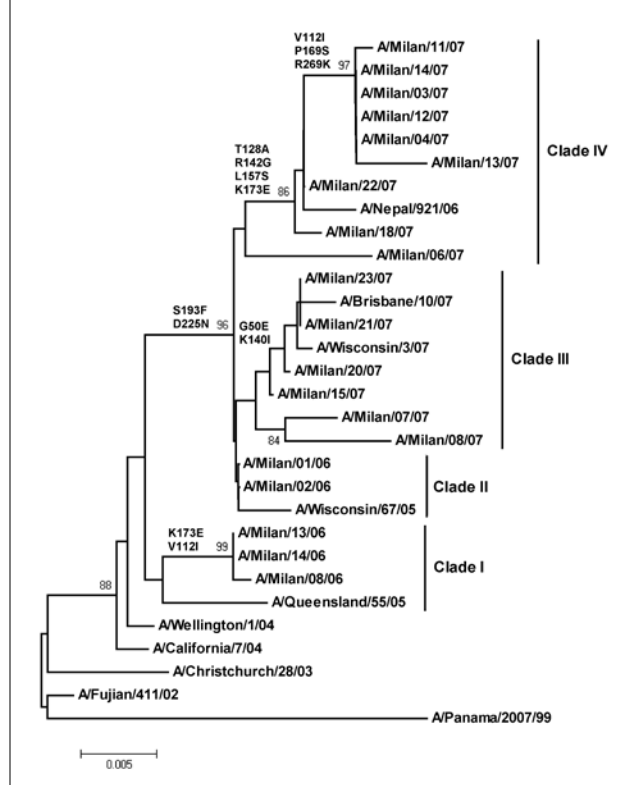 V112I
P169S
R269K
97
A/Milan/11/07
A/Milan/14/07
A/Milan/03/07
A/Milan/12/07
A/Milan/04/07
A/Milan/13/07
Clade IV
T128A
R142G
L157S
K173E
86
A/Milan/22/07
A/Nepal/921/06
A/Milan/18/07
A/Milan/06/07
S193F
D225N
96
G50E
K140I
A/Milan/23/07
A/Brisbane/10/07
A/Milan/21/07
A/Wisconsin/3/07
A/Milan/20/07
A/Milan/15/07
A/Milan/07/07
84
A/Milan/08/07
Clade III
A/Milan/01/06
A/Milan/02/06
A/Wisconsin/67/05
Clade II
K173E
V112I
99
A/Milan/13/06
A/Milan/14/06
A/Milan/08/06
A/Queensland/55/05
Clade I
88
A/Wellington/1/04
A/California/7/04
A/Christchurch/28/03
A/Fujian/411/02
A/Panama/2007/99
0.005